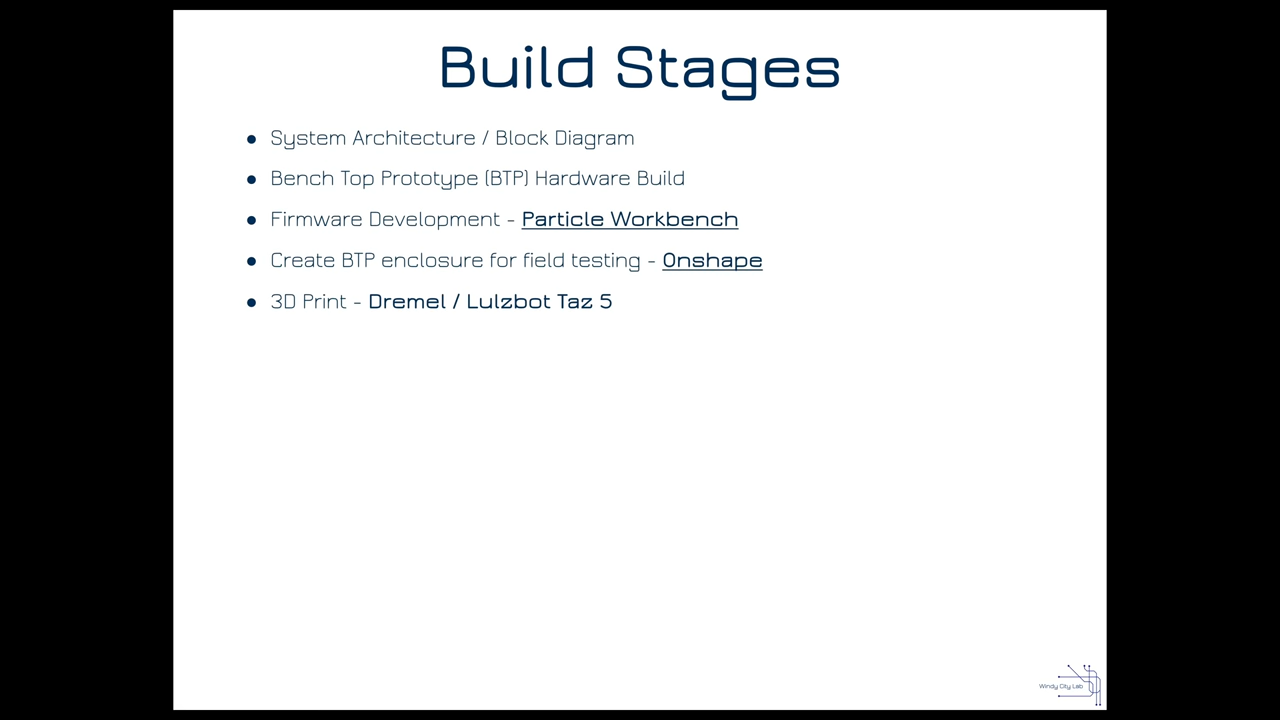 Build Stages
• System Architecture / Block Diagram
• Bench Top Prototype (BTP) Hardware Build
• Firmware Development - Particle Workbench
• Create BTP enclosure for field testing - Onshape
• 3D Print - Dremel / Lulzbot Taz 5
Windy City Lab